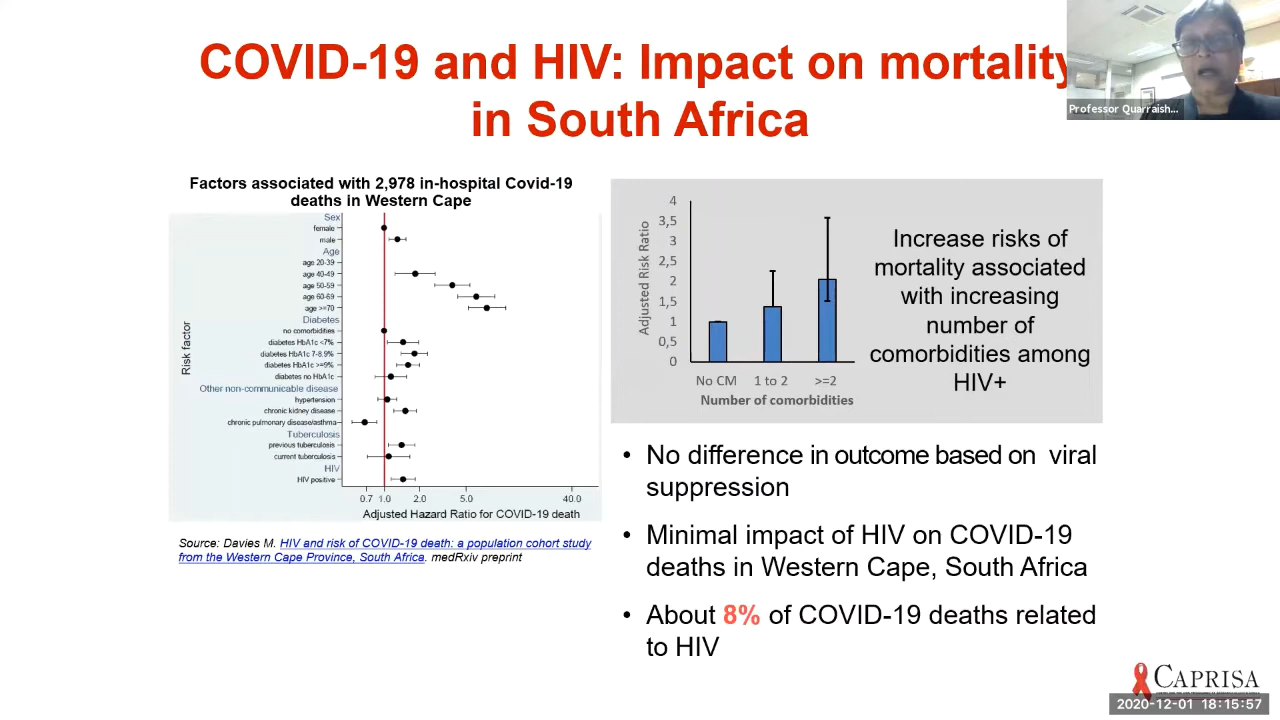 COVID-19 and HIV: Impact on mortality
in South Africa
Professor Quarraish...
Factors associated with 2,978 in-hospital Covid-19
deaths in Western Cape
Risk factor
Sex
female
male
Age
age 20-39
age 40-49
age 50-59
age 60-69
age >=70
Diabetes
no comorbidities
diabetes HbA1c <7%
diabetes HbA1c 7-8.9%
diabetes HbA1c >=9%
diabetes no HbA1c
Other non-communicable disease
hypertension
chronic kidney disease
chronic pulmonary disease/asthma
Tuberculosis
previous tuberculosis
current tuberculosis
HIV
HIV positive
0.7 1.0 2.0 5.0 40.0
Adjusted Hazard Ratio for COVID-19 death
Source: Davies M. HIV and risk of COVID-19 death: a population cohort study
from the Western Cape Province, South Africa. medRxiv preprint
Adjusted Risk Ratio
4
3,5
3
2,5
2
1,5
1
0,5
0
No CM 1 to 2 >=2
Number of comorbidities
Increase risks of
mortality associated
with increasing
number of
comorbidities among
HIV+
• No difference in outcome based on viral
suppression
• Minimal impact of HIV on COVID-19
deaths in Western Cape, South Africa
• About 8% of COVID-19 deaths related
to HIV
CAPRISA
2020-12-01 18:15:57